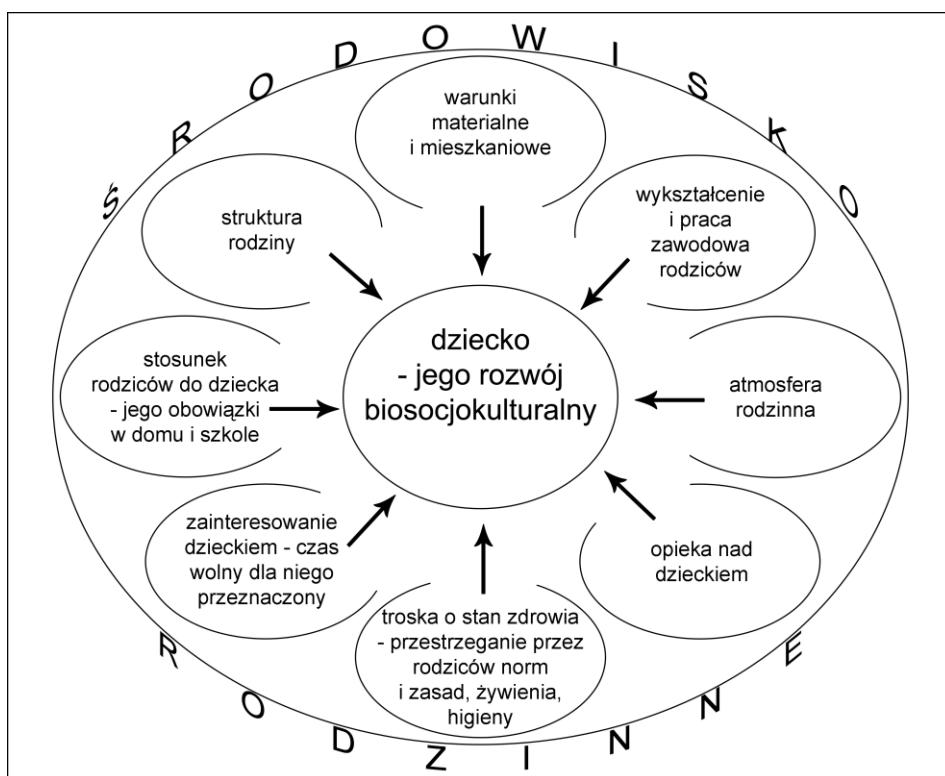 ŚRODOWISKO
warunki
materialne
i mieszkaniowe
struktura
rodziny
wykształcenie
i praca
zawodowa
rodziców
dziecko
- jego rozwój
biosocjokulturalny
stosunek
rodziców do dziecka
- jego obowiązki
w domu i szkole
atmosfera
rodzinna
zainteresowanie
dzieckiem - czas
wolny dla niego
przeznaczony
opieka nad
dzieckiem
troska o stan zdrowia
- przestrzeganie przez
rodziców norm
i zasad, żywienia,
higieny
RODZINNE